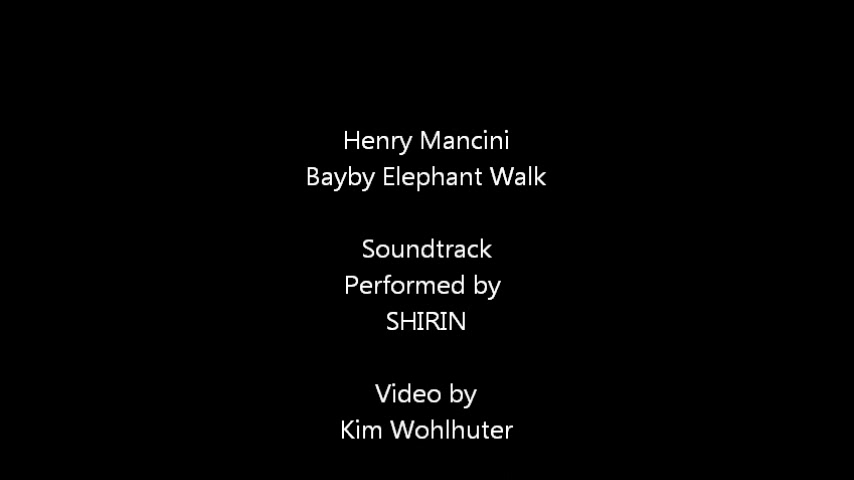 Henry Mancini
Bayby Elephant Walk
Soundtrack
Performed by
SHIRIN
Video by
Kim Wohlhuter